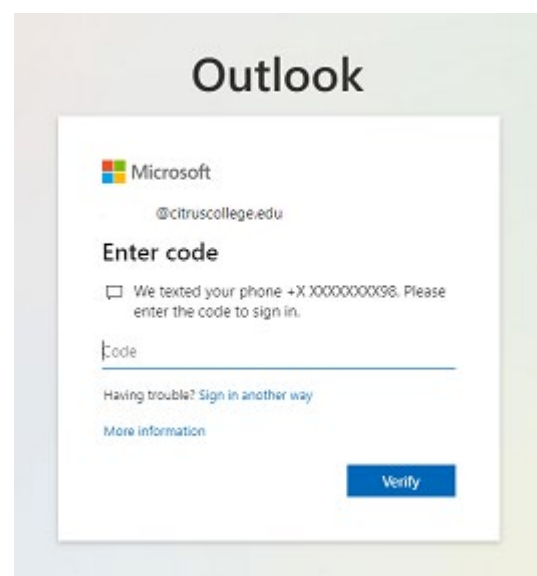 Outlook
Microsoft
@citruscollege.edu
Enter code
We texted your phone +X XXXXXXXX98. Please
enter the code to sign in.
Code
Having trouble? Sign in another way
More information
Verify